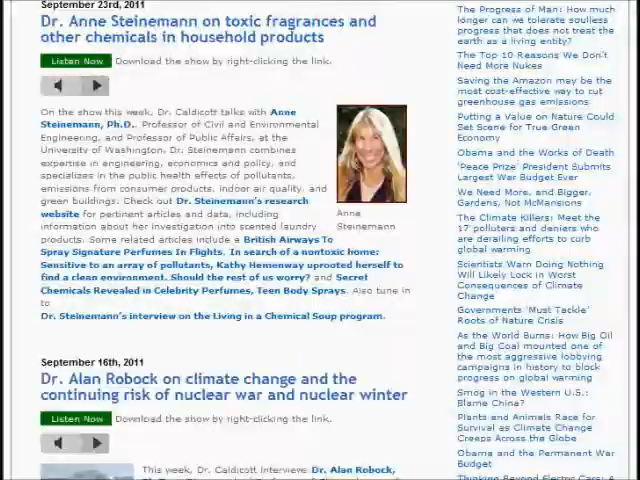 September 23rd, 2011
Dr. Anne Steinemann on toxic fragrances and
other chemicals in household products
Listen Now Download the show by right-clicking the link.
On the show this week, Dr. Caldicott talks with Anne
Steinemann, Ph.D., Professor of Civil and Environmental
Engineering, and Professor of Public Affairs, at the
University of Washington. Dr. Steinemann combines
expertise in engineering, economics and policy, and
specializes in the public health effects of pollutants,
emissions from consumer products, indoor air quality, and
green buildings. Check out Dr. Steinemann's research
website for pertinent articles and data, including
information about her investigation into scented laundry
products. Some related articles include a British Airways To
Spray Signature Perfumes In Flights, In search of a nontoxic home:
Sensitive to an array of pollutants, Kathy Hemenway uprooted herself to
find a clean environment. Should the rest of us worry? and Secret
Chemicals Revealed in Celebrity Perfumes, Teen Body Sprays. Also tune in
to
Dr. Steinemann's interview on the Living in a Chemical Soup program.
Anne
Steinemann
September 16th, 2011
Dr. Alan Robock on climate change and the
continuing risk of nuclear war and nuclear winter
Listen Now Download the show by right-clicking the link.
This week, Dr. Caldicott interviews Dr. Alan Robock,
The Progress of Man: How much
longer can we tolerate soulless
progress that does not treat the
earth as a living entity?
The Top 10 Reasons We Don't
Need More Nukes
Saving the Amazon may be the
most cost-effective way to cut
greenhouse gas emissions
Putting a Value on Nature Could
Set Scene for True Green
Economy
Obama and the Works of Death
'Peace Prize' President Submits
Largest War Budget Ever
We Need More, and Bigger,
Gardens, Not McMansions
The Climate Killers: Meet the
17 polluters and deniers who
are derailing efforts to curb
global warming
Scientists Warn Doing Nothing
Will Likely Lock in Worst
Consequences of Climate
Change
Governments 'Must Tackle'
Roots of Nature Crisis
As the World Burns: How Big Oil
and Big Coal mounted one of
the most aggressive lobbying
campaigns in history to block
progress on global warming
Smog in the Western U.S.:
Blame China?
Plants and Animals Race for
Survival as Climate Change
Creeps Across the Globe
Obama and the Permanent War
Budget
Thinking Beyond Electric Cars: A